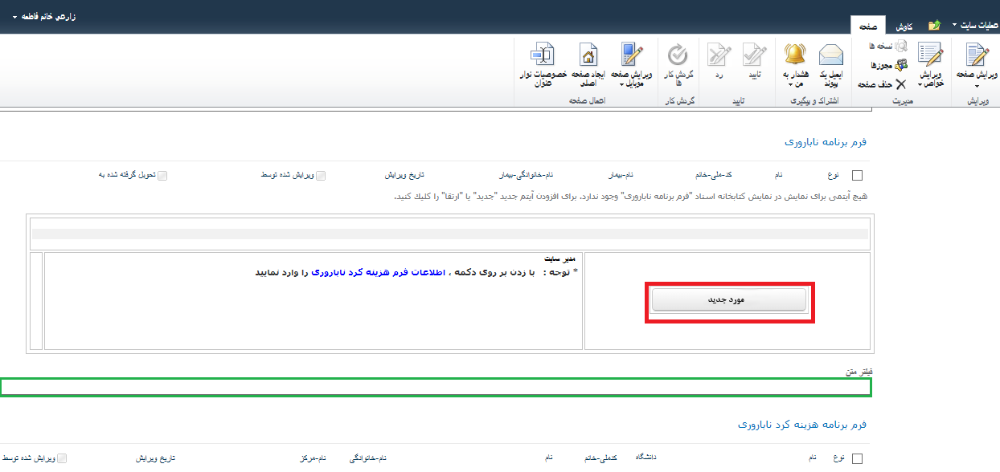 زارعی خانم فاطمه
عملیات سایت
کاوش
صفحه
ویرایش صفحه
ویرایش خواص
نسخه ها
مجوزها
حذف صفحه
ایمیل یک پیوند
هشدار به من
تایید
رد
گردش کار ها
ویرایش صفحه موبایل
ایجاد صفحه اصلی
خصوصیات نوار عنوان
ویرایش
مدیریت
اشتراک و پیگیری
تایید
گردش کار
اعمال صفحه
فرم برنامه ناباروری
نوع نام کد-ملی-خانم نام-بیمار نام-خانوادگی-بیمار تاریخ ویرایش ویرایش شده توسط تحویل گرفته شده به
هیچ آیتمی برای نمایش در نمایش کتابخانه اسناد "فرم برنامه ناباروری" وجود ندارد. برای افزودن آیتم جدید "جدید" یا "ارتقا" را کلیك کنید.
مدیر سایت
* توجه : با زدن بر روی دکمه ، اطلاعات فرم هزینه کرد ناباروری را وارد نمایید
مورد جدید
فیلتر متن
فرم برنامه هزینه کرد ناباروری
نوع نام دانشگاه کدملی-خانم نام نام-خانوادگی نام-مرکز تاریخ ویرایش ویرایش شده توسط